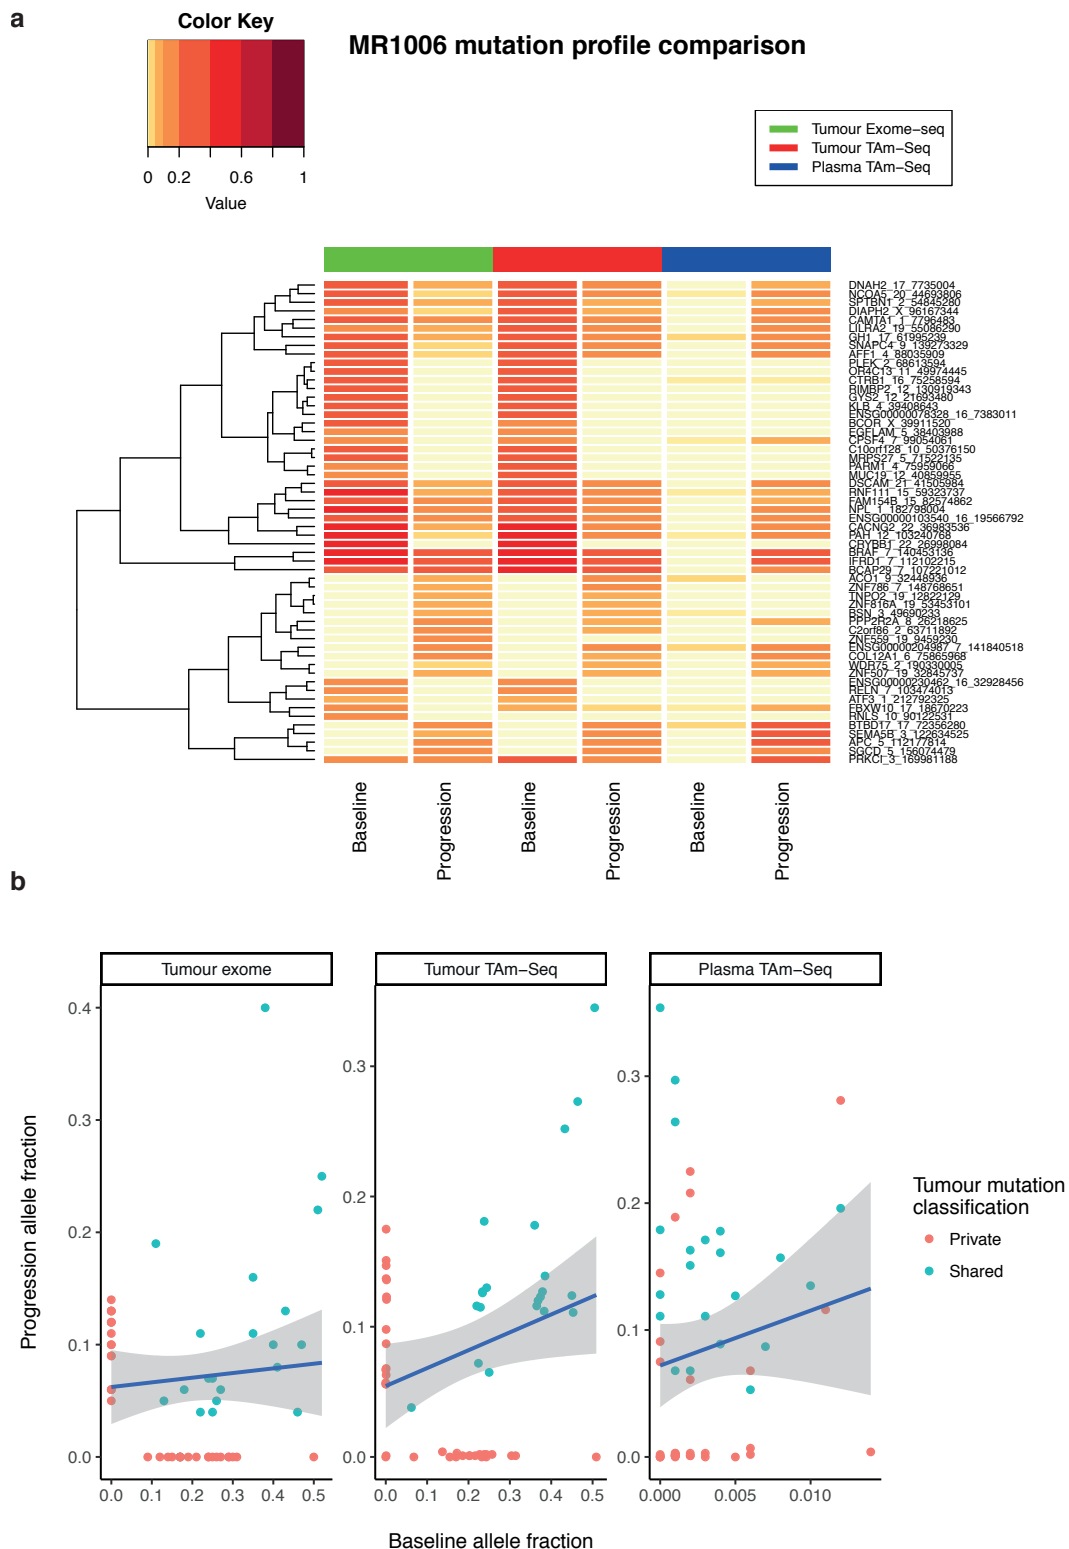 a
Color Key
MR1006 mutation profile comparison
0 0.2 0.6 1
Value
Tumour Exome-seq
Tumour TAm-Seq
Plasma TAm-Seq
DNAH2_17_7735004
NCOA5_20_44693806
SPTBN1_2_54845280
DIAPH2_X_96167344
CAMTA1_1_7796483
LILRA2_19_55086290
GH1_17_61995239
SNAPC4_9_139273329
AFF1_4_88035909
PLEK_2_68613594
OR4C13_11_49974445
CTRB1_16_75258594
RIMBP2_12_130919343
GYS2_12_21693480
KLB_4_39408643
ENSG00000078328_16_7383011
BCOR_X_39911520
EGFLAM_5_38403988
CPSF4_7_99054061
C10orf128_10_50376150
MRPS27_5_71522135
PARM1_4_75959066
MUC19_12_40859955
DSCAM_21_41505984
RNF111_15_59323737
FAM154B_15_82574862
NPL_1_182798004
ENSG00000103540_16_19566792
CACNG2_22_36983536
PAH_12_103240768
CRYBB1_22_26998084
BRAF_7_140453136
IFRD1_7_112102215
BCAP29_7_107221012
ACO1_9_32448936
ZNF786_7_148768651
TNPO2_19_12822129
ZNF816A_19_53453101
BSN_3_49690233
PPP2R2A_8_26218625
C2orf86_2_63711892
ZNF559_19_9459230
ENSG00000204987_7_141840518
COL12A1_6_75865968
WDR75_2_190330005
ZNF507_19_32845737
ENSG00000230462_16_32928456
RELN_7_103474013
ATF3_1_212792325
FBXW10_17_18670223
RNLS_10_90122531
BTBD17_17_72356280
SEMA5B_3_122634525
APC_5_112177814
SGCD_5_156074479
PRKCI_3_169981188
Baseline
Progression
Baseline
Progression
Baseline
Progression
b
Tumour exome
Tumour TAm-Seq
Plasma TAm-Seq
Progression allele fraction
0.4
0.3
0.2
0.1
0.0
0.3
0.2
0.1
0.0
0.3
0.2
0.1
0.0
0.0 0.1 0.2 0.3 0.4 0.5
0.0 0.1 0.2 0.3 0.4 0.5
0.000 0.005 0.010
Baseline allele fraction
Tumour mutation
classification
Private
Shared